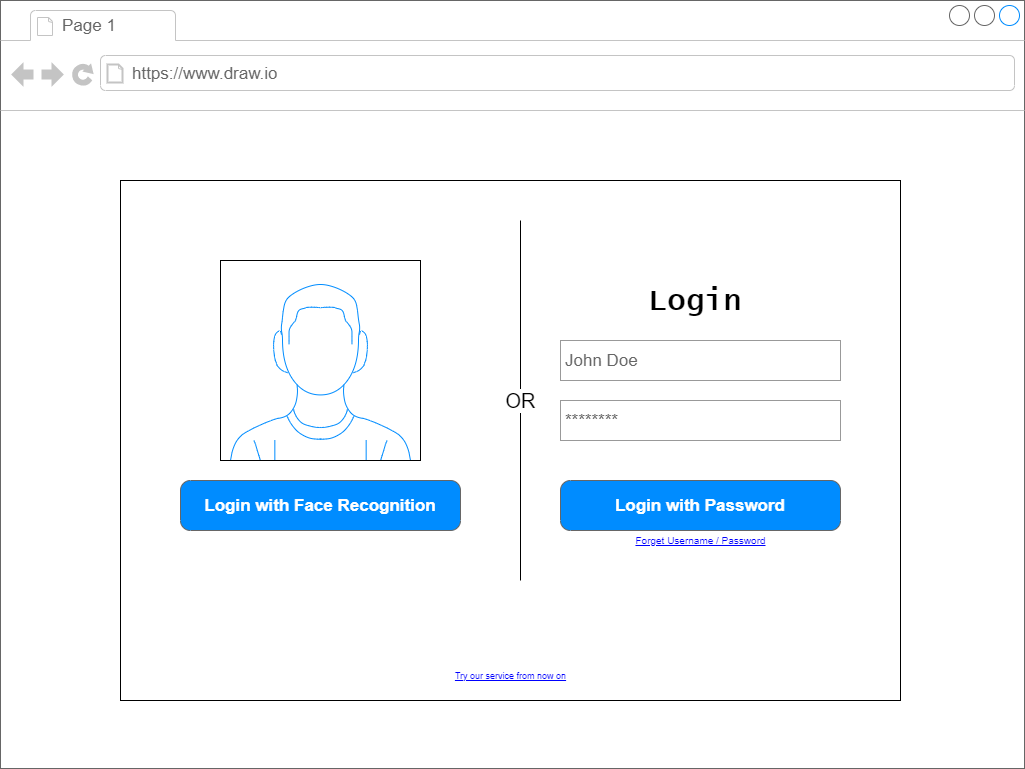 Page 1
https://www.draw.io
Login
John Doe
OR
********
Login with Face Recognition
Login with Password
Forget Username / Password
Try our service from now on